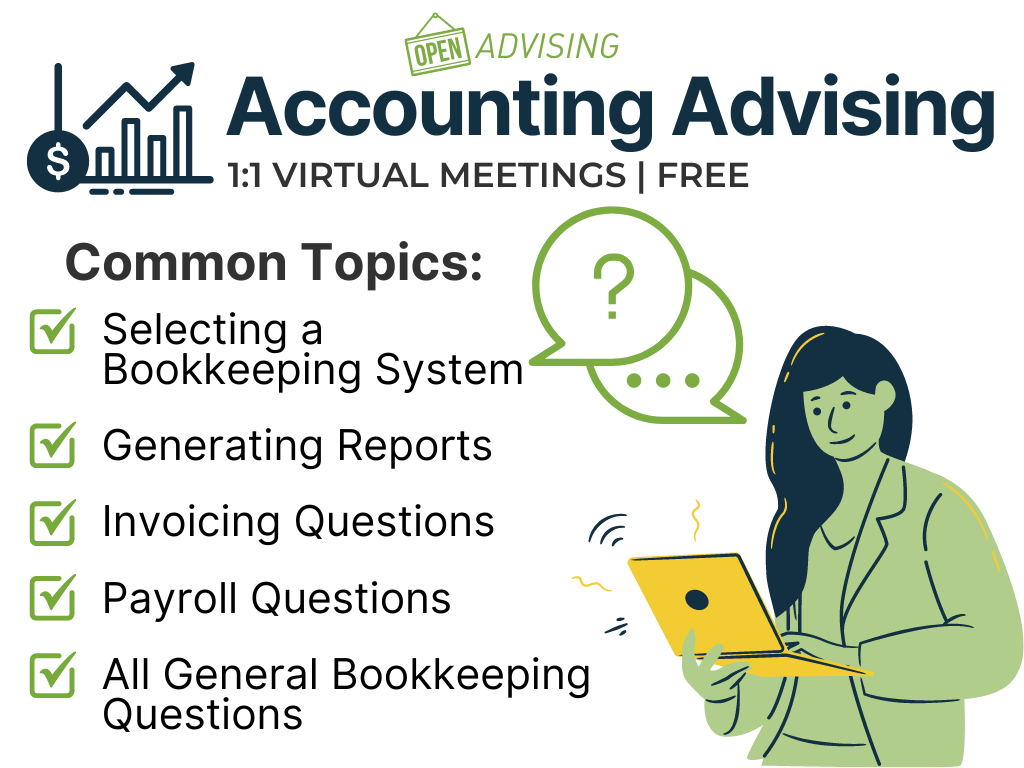 OPEN ADVISING
$
Accounting Advising
1:1 VIRTUAL MEETINGS | FREE
?
Common Topics:
Selecting a
Bookkeeping System
Generating Reports
Invoicing Questions
Payroll Questions
All General Bookkeeping
Questions